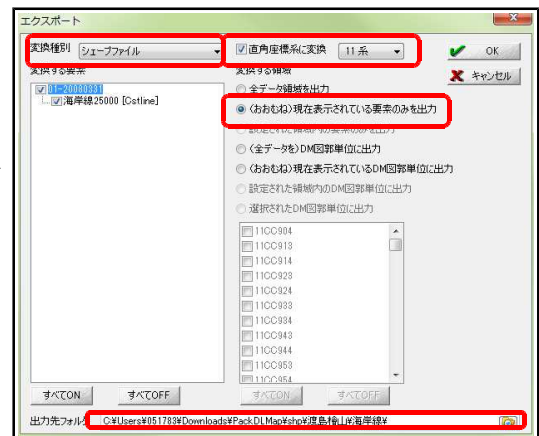 エクスポート
変換種別 シェープファイル
直角座標系に変換 11系
OK
キャンセル
変換する要素
01-20080331
海岸線25000 [Cstline]
変換する領域
全データ領域を出力
(おおむね)現在表示されている要素のみを出力
設定された領域内の要素のみを出力
(全データを)DM図郭単位に出力
(おおむね)現在表示されているDM図郭単位に出力
設定された領域内のDM図郭単位に出力
選択されたDM図郭単位に出力
11CC904
11CC913
11CC914
11CC923
11CC924
11CC933
11CC934
11CC943
11CC944
11CC953
11CC954
すべてON すべてOFF
すべてON すべてOFF
出力先フォルダ C:¥Users¥051783¥Downloads¥PackDLMap¥shp¥渡島檜山¥海岸線¥